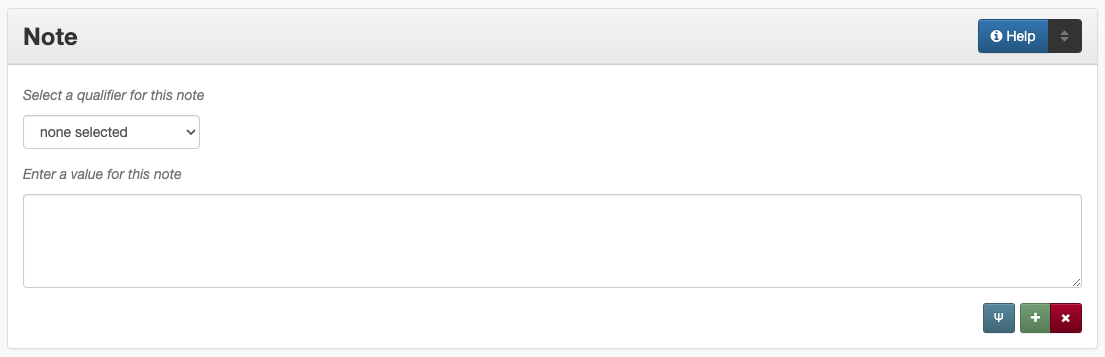 Note
Help
Select a qualifier for this note
none selected
Enter a value for this note
Ψ